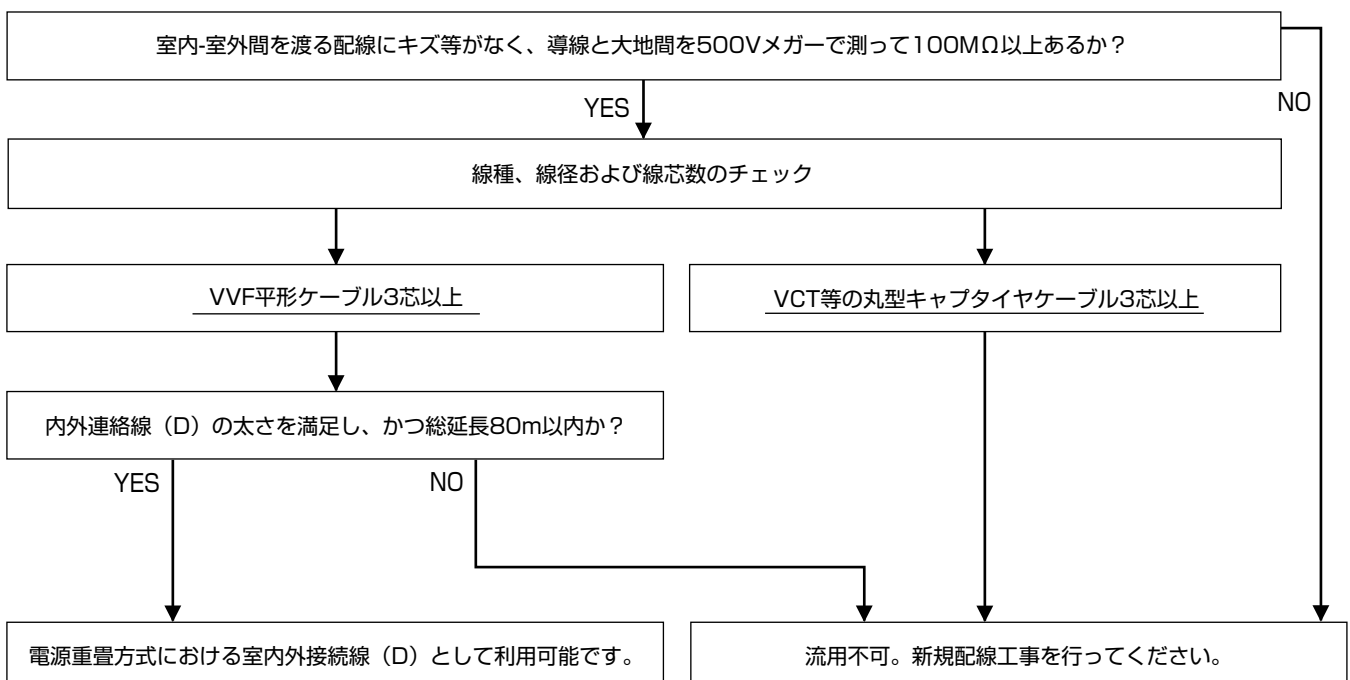 室内-室外間を渡る配線にキズ等がなく、導線と大地間を500Vメガーで測って100MΩ以上あるか？
YES
NO
線種、線径および線芯数のチェック
VVF平形ケーブル3芯以上
VCT等の丸型キャプタイヤケーブル3芯以上
内外連絡線（D）の太さを満足し、かつ総延長80m以内か？
YES
NO
電源重畳方式における室内外接続線（D）として利用可能です。
流用不可。新規配線工事を行ってください。